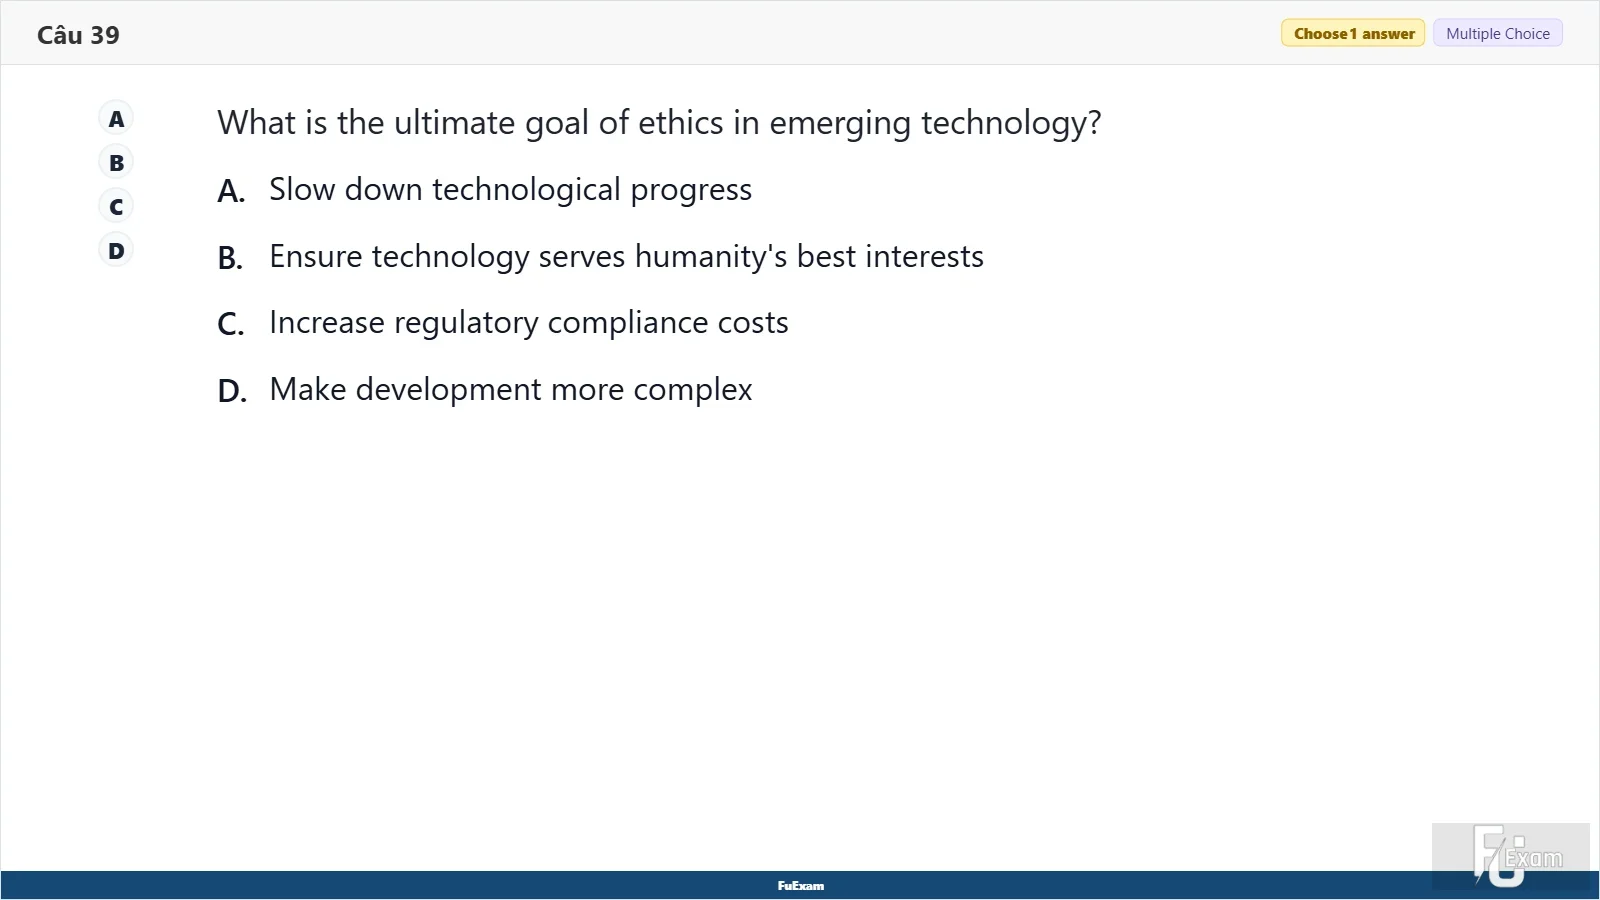 Câu 39
Choose 1 answer
Multiple Choice
A
B
C
D
What is the ultimate goal of ethics in emerging technology?
A. Slow down technological progress
B. Ensure technology serves humanity's best interests
C. Increase regulatory compliance costs
D. Make development more complex
FU Exam
FuExam